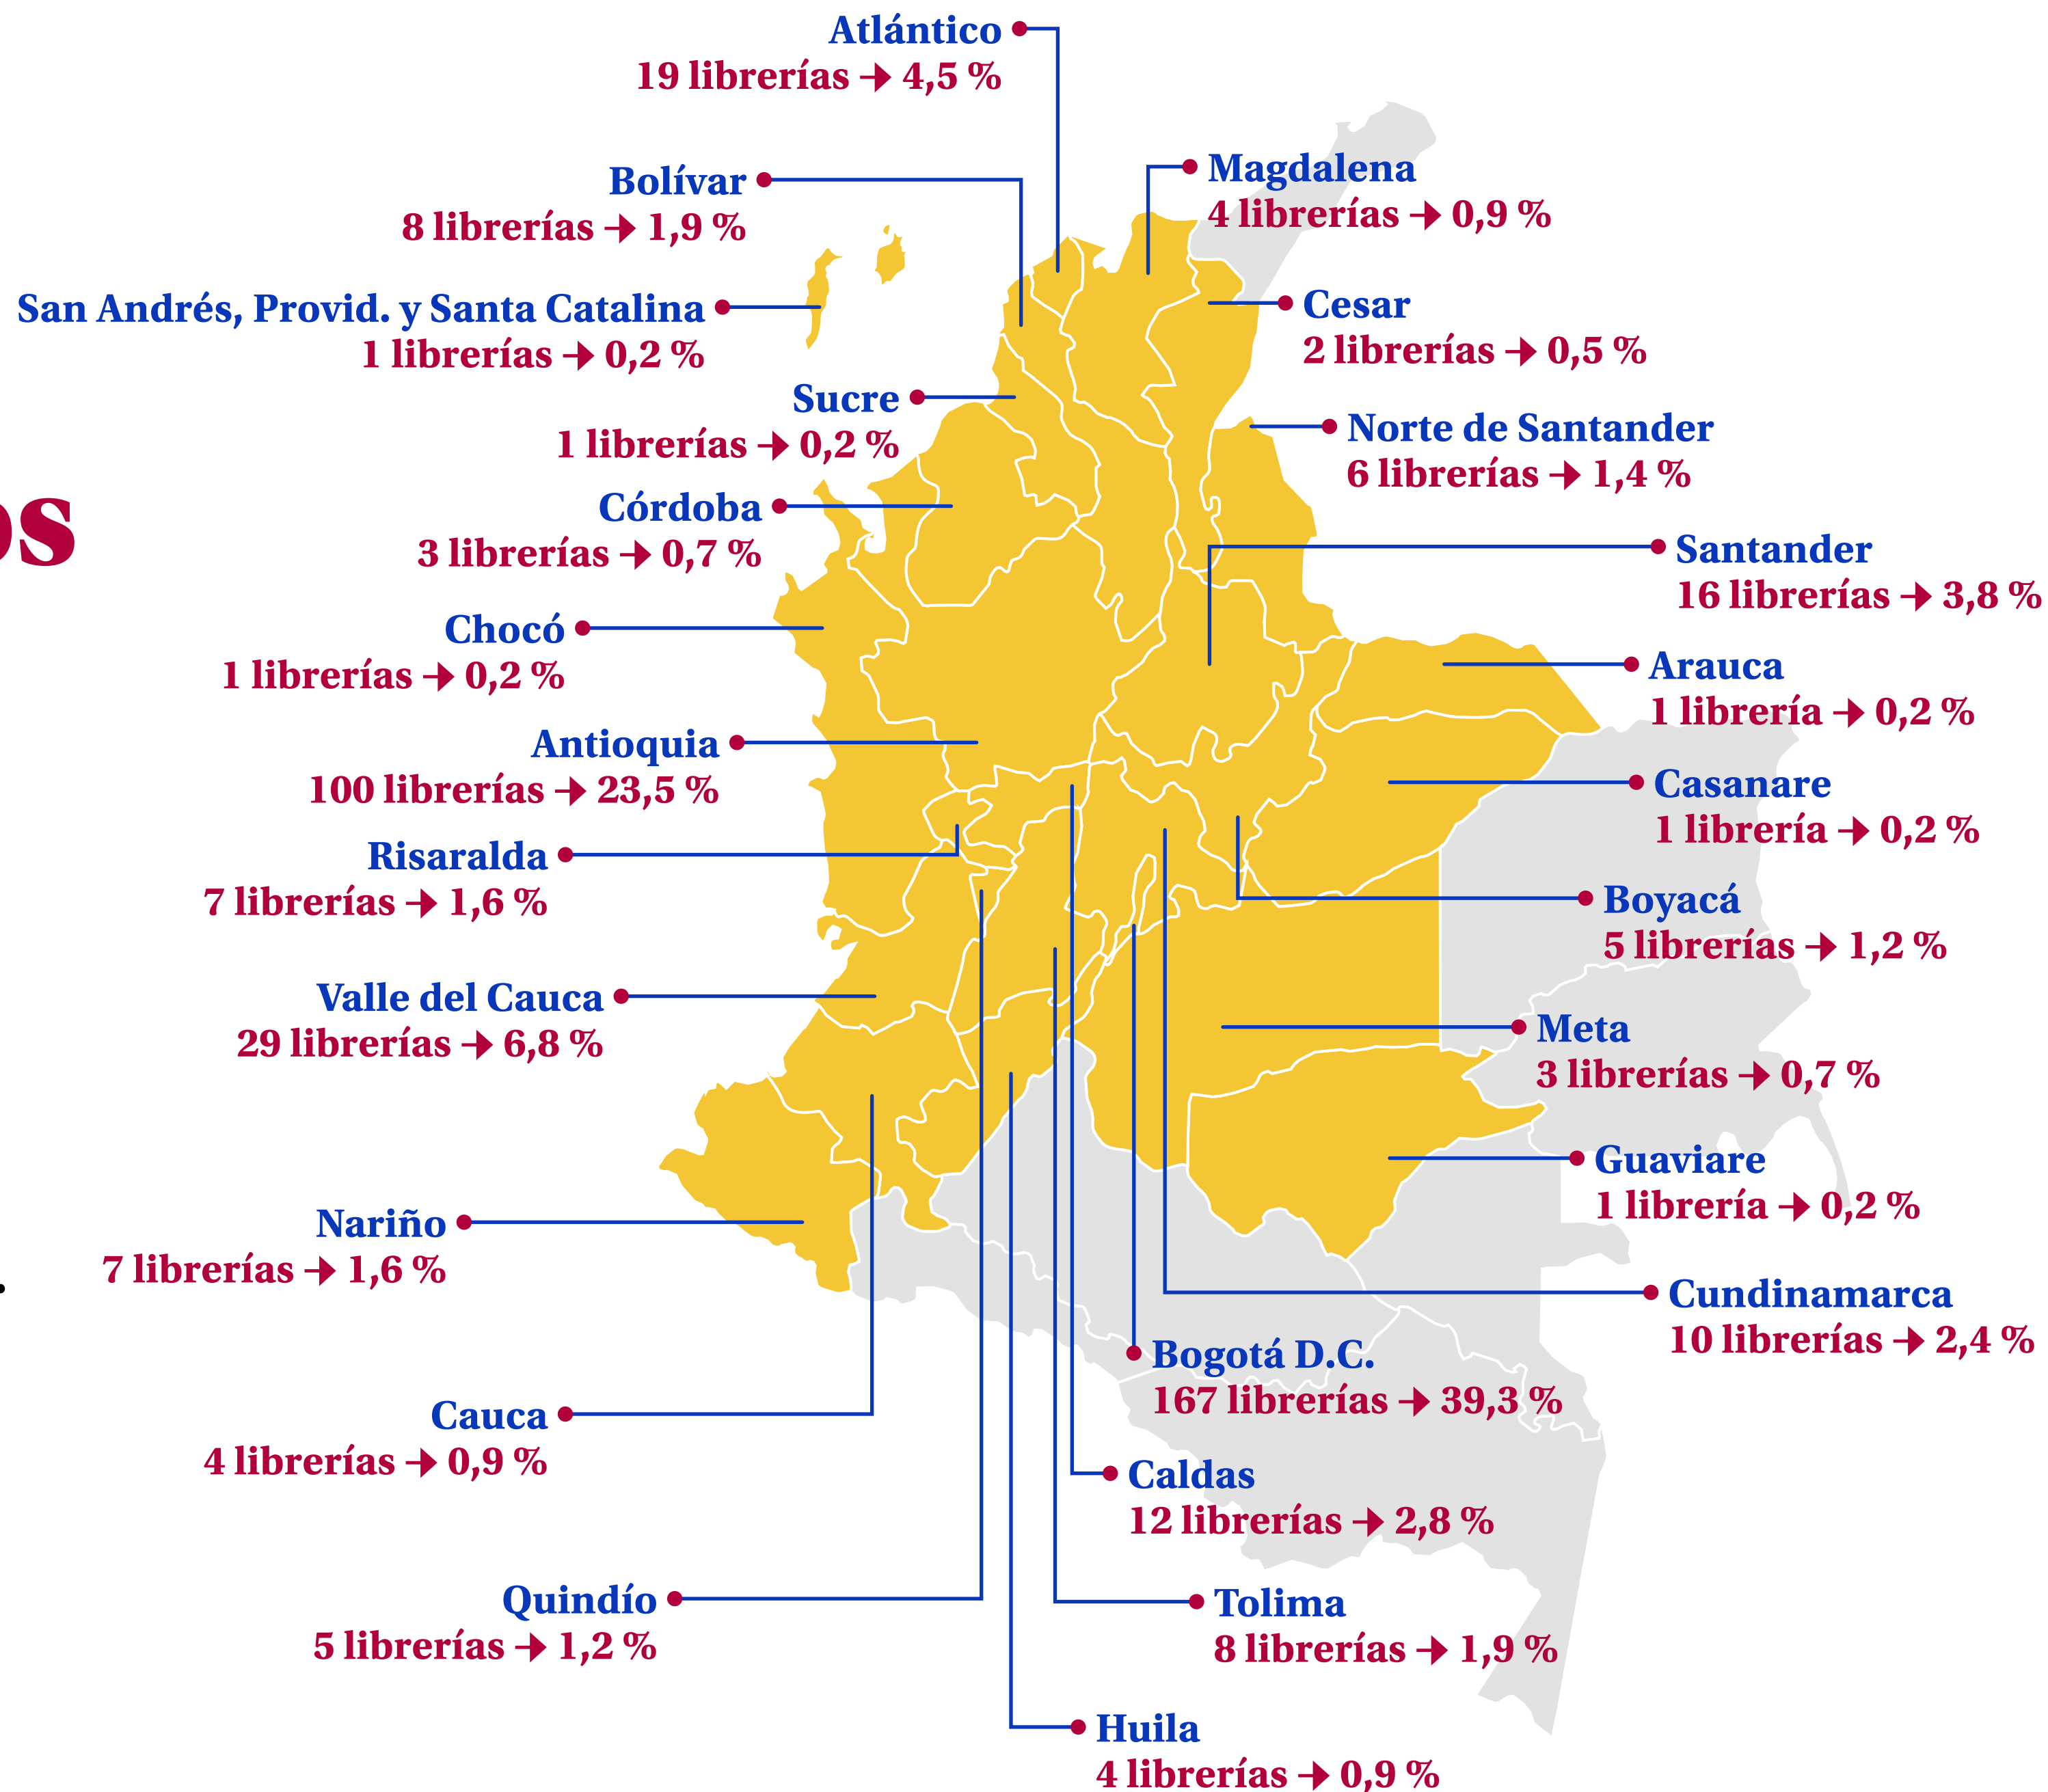 Atlántico
19 librerías → 4,5 %
Bolívar
8 librerías → 1,9 %
Magdalena
4 librerías → 0,9 %
San Andrés, Provid. y Santa Catalina
1 librerías → 0,2 %
Cesar
2 librerías → 0,5 %
Sucre
1 librerías → 0,2 %
Norte de Santander
6 librerías → 1,4 %
Córdoba
3 librerías → 0,7 %
Santander
16 librerías → 3,8 %
Chocó
1 librerías → 0,2 %
Arauca
1 librería → 0,2 %
Antioquia
100 librerías → 23,5 %
Casanare
1 librería → 0,2 %
Risaralda
7 librerías → 1,6 %
Boyacá
5 librerías → 1,2 %
Valle del Cauca
29 librerías → 6,8 %
Meta
3 librerías → 0,7 %
Guaviare
1 librería → 0,2 %
Nariño
7 librerías → 1,6 %
Cundinamarca
10 librerías → 2,4 %
Bogotá D.C.
167 librerías → 39,3 %
Cauca
4 librerías → 0,9 %
Caldas
12 librerías → 2,8 %
Quindío
5 librerías → 1,2 %
Tolima
8 librerías → 1,9 %
Huila
4 librerías → 0,9 %